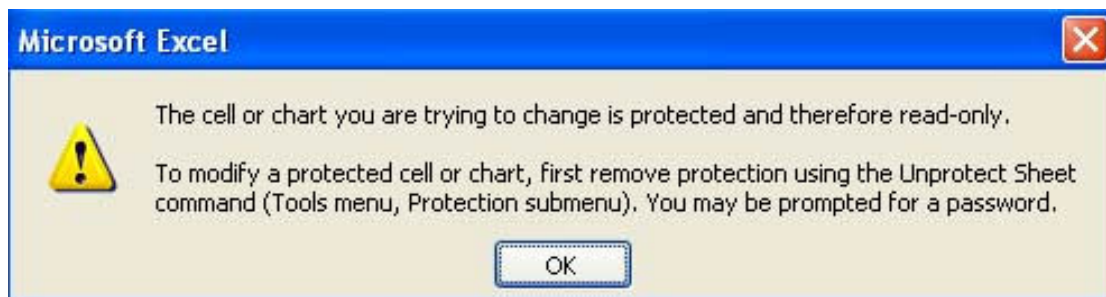 Microsoft Excel
The cell or chart you are trying to change is protected and therefore read-only.
To modify a protected cell or chart, first remove protection using the Unprotect Sheet
command (Tools menu, Protection submenu). You may be prompted for a password.
OK